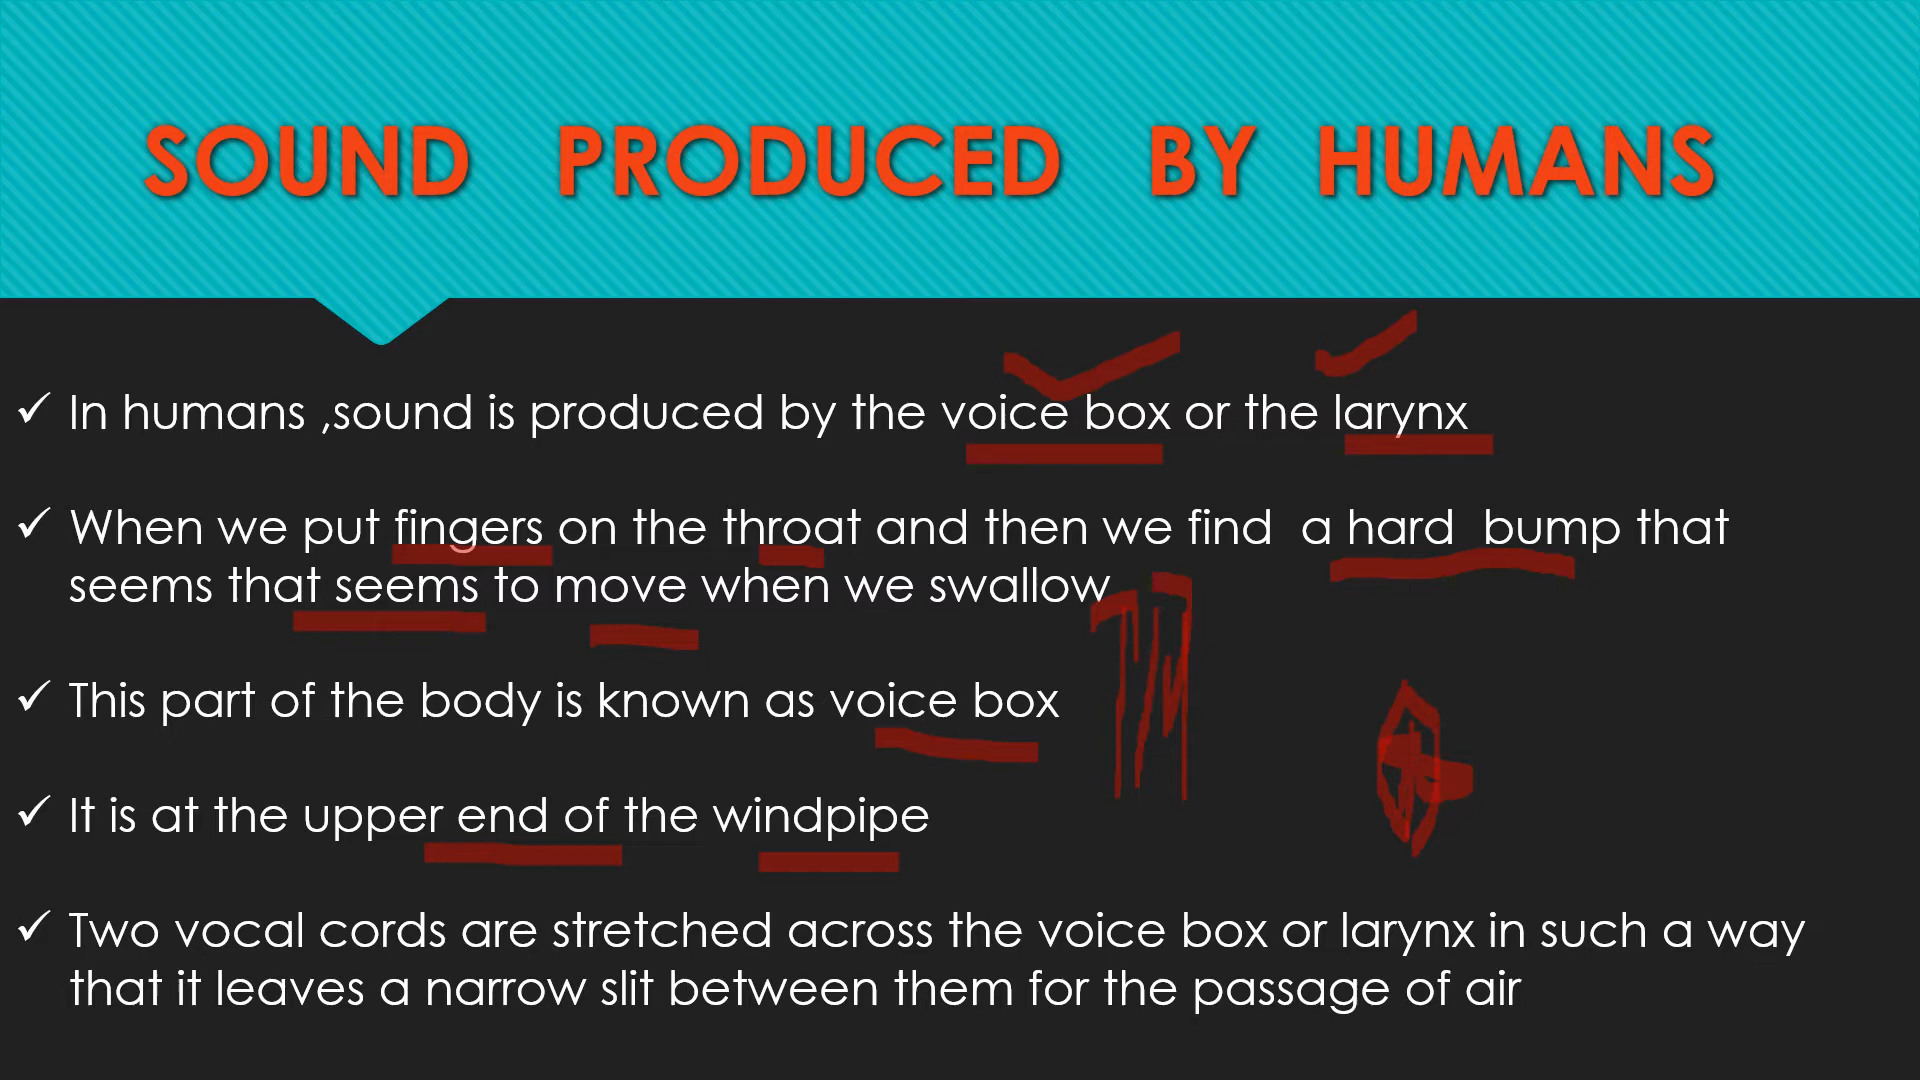 SOUND PRODUCED BY HUMANS
In humans ,sound is produced by the voice box or the larynx
When we put fingers on the throat and then we find a hard bump that
seems that seems to move when we swallow
This part of the body is known as voice box
It is at the upper end of the windpipe
Two vocal cords are stretched across the voice box or larynx in such a way
that it leaves a narrow slit between them for the passage of air